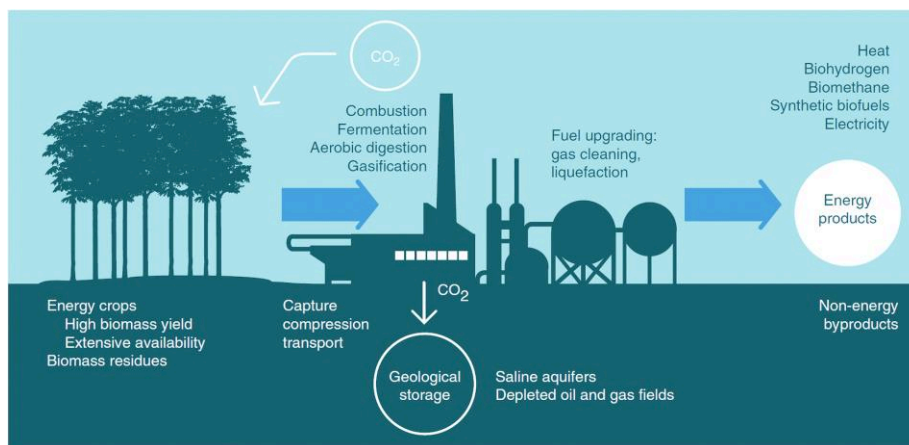 CO₂
Combustion
Fermentation
Aerobic digestion
Gasification
Fuel upgrading:
gas cleaning,
liquefaction
Heat
Biohydrogen
Biomethane
Synthetic biofuels
Electricity
Energy
products
Energy crops
High biomass yield
Extensive availability
Biomass residues
Capture
compression
transport
CO₂
Geological
storage
Saline aquifers
Depleted oil and gas fields
Non-energy
byproducts